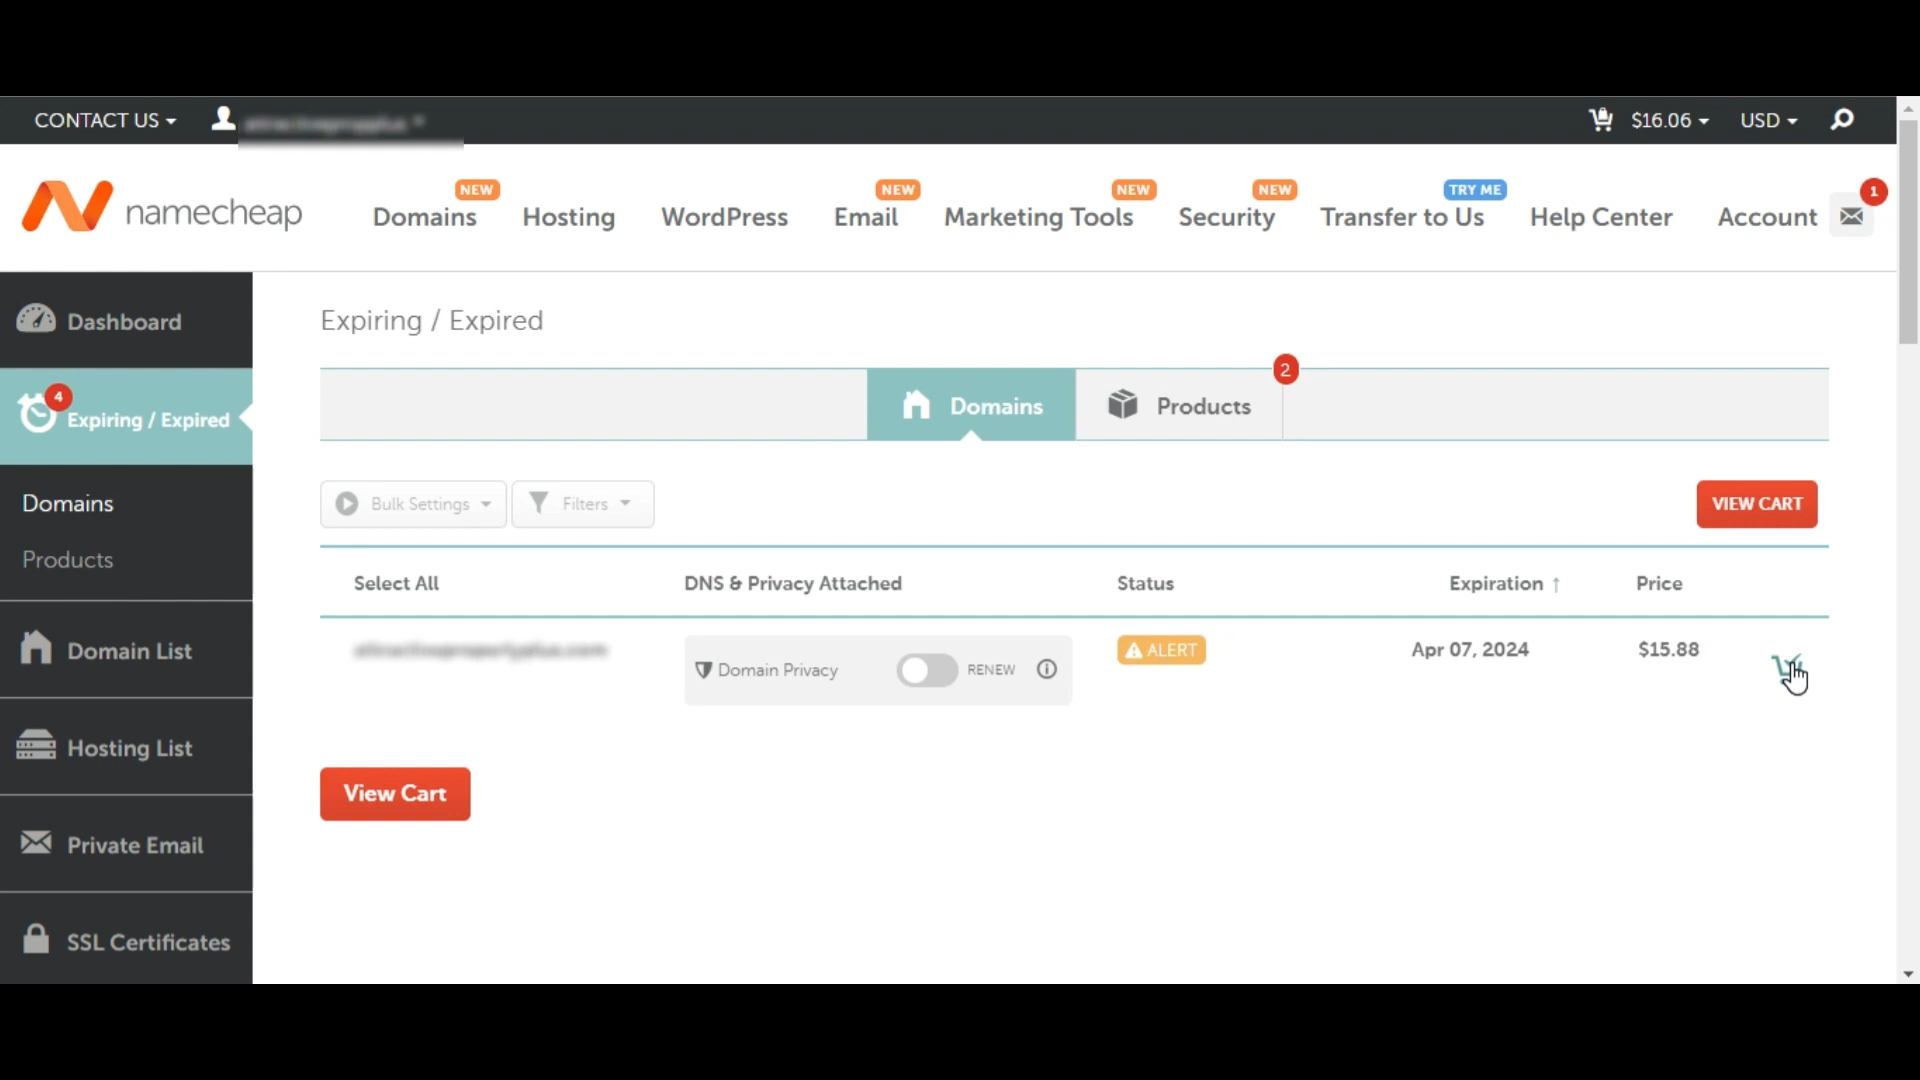 CONTACT US
$16.06
USD
namecheap
NEW
Domains
Hosting
WordPress
NEW
Email
NEW
Marketing Tools
NEW
Security
TRY ME
Transfer to Us
Help Center
Account
1
Dashboard
4
Expiring / Expired
Domains
Products
Domain List
Hosting List
Private Email
SSL Certificates
Expiring / Expired
Domains
Products
2
Bulk Settings
Filters
VIEW CART
Select All
DNS & Privacy Attached
Status
Expiration ↑
Price
Domain Privacy
RENEW
ALERT
Apr 07, 2024
$15.88
View Cart